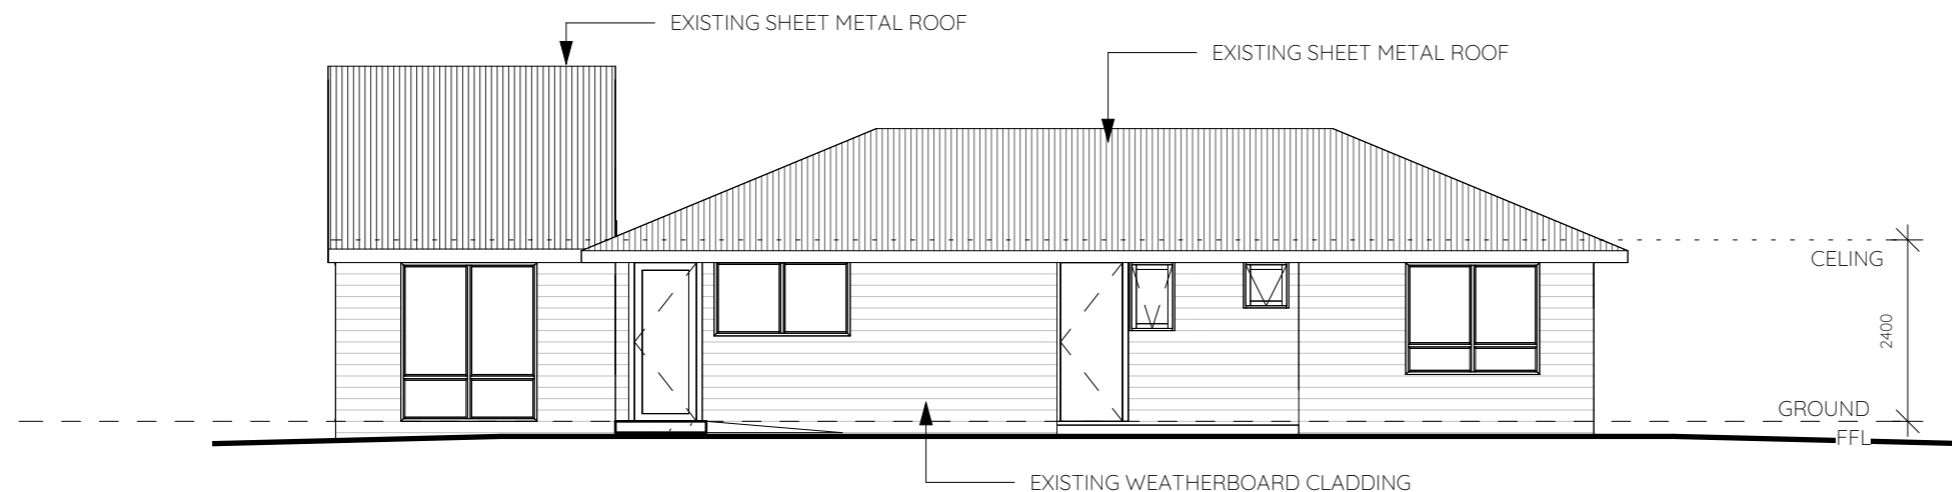 EXISTING SHEET METAL ROOF
EXISTING SHEET METAL ROOF
CELING
2400
GROUND
FFL
EXISTING WEATHERBOARD CLADDING